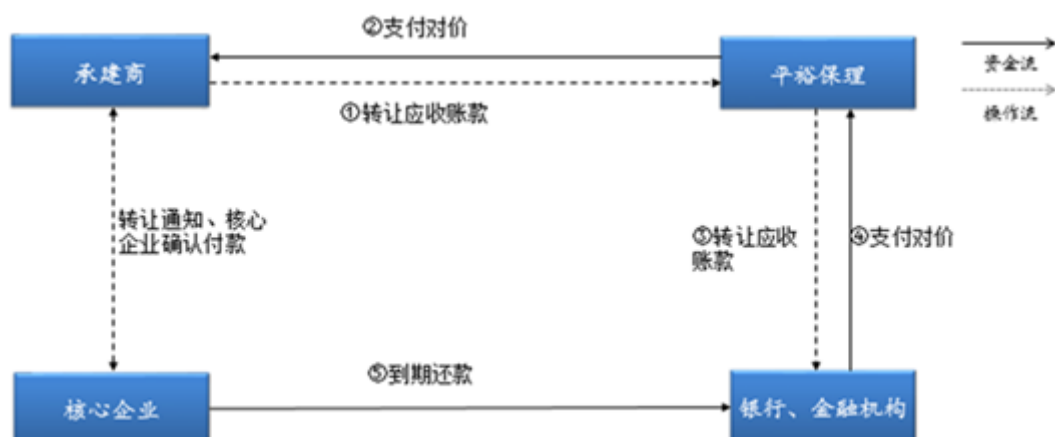 ②支付对价
承建商
平裕保理
资金流
①转让应收账款
操作流
转让通知、核心
企业确认付款
③转让应收
账款
④支付对价
⑤到期还款
核心企业
银行、金融机构